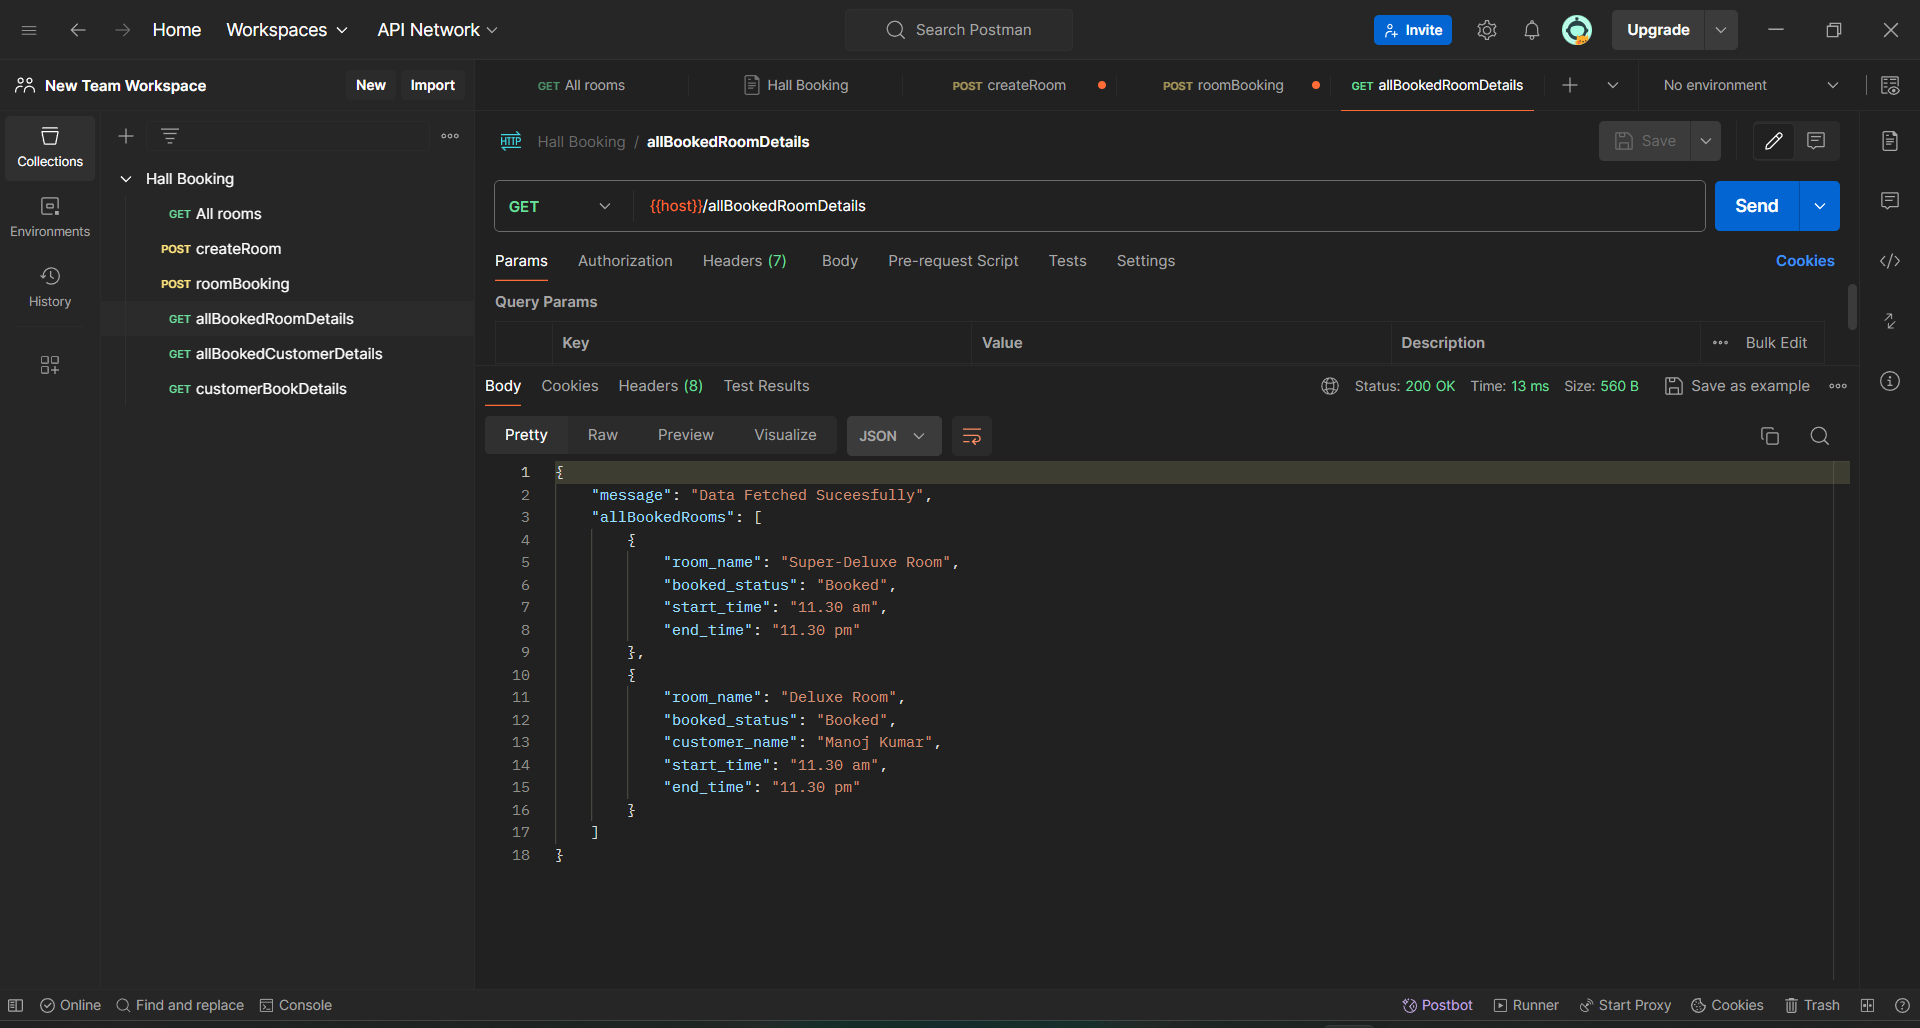 Home Workspaces API Network Search Postman Invite Upgrade
New Team Workspace New Import GET All rooms Hall Booking POST createRoom POST roomBooking GET allBookedRoomDetails No environment
Collections
Environments
History
Hall Booking
GET All rooms
POST createRoom
POST roomBooking
GET allBookedRoomDetails
GET allBookedCustomerDetails
GET customerBookDetails
HTTP Hall Booking / allBookedRoomDetails Save
GET {{host}}/allBookedRoomDetails Send
Params Authorization Headers (7) Body Pre-request Script Tests Settings Cookies
Query Params
Key Value Description Bulk Edit
Body Cookies Headers (8) Test Results Status: 200 OK Time: 13 ms Size: 560 B Save as example
Pretty Raw Preview Visualize JSON
1 {
2 "message": "Data Fetched Suceesfully",
3 "allBookedRooms": [
4 {
5 "room_name": "Super-Deluxe Room",
6 "booked_status": "Booked",
7 "start_time": "11.30 am",
8 "end_time": "11.30 pm"
9 },
10 {
11 "room_name": "Deluxe Room",
12 "booked_status": "Booked",
13 "customer_name": "Manoj Kumar",
14 "start_time": "11.30 am",
15 "end_time": "11.30 pm"
16 }
17 ]
18 }
Online Find and replace Console Postbot Runner Start Proxy Cookies Trash